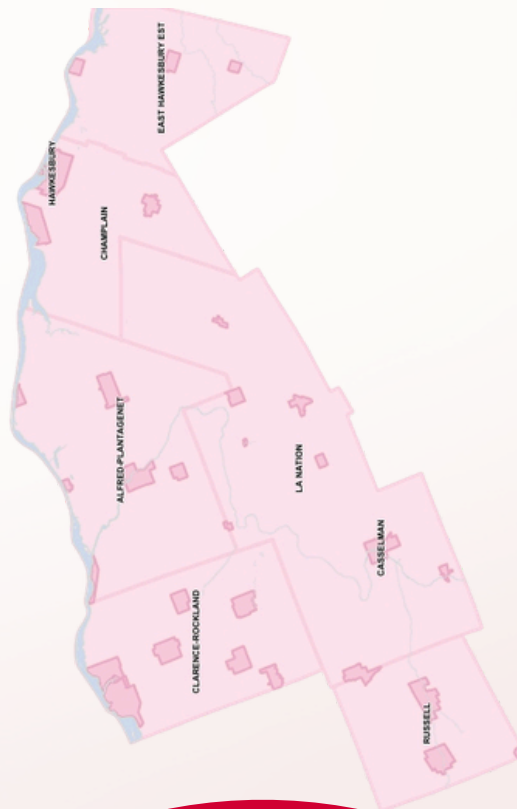 EAST HAWKESBURY EST
HAWKESBURY
CHAMPLAIN
ALFRED-PLANTAGENET
LA NATION
CASSELMAN
CLARENCE-ROCKLAND
RUSSELL